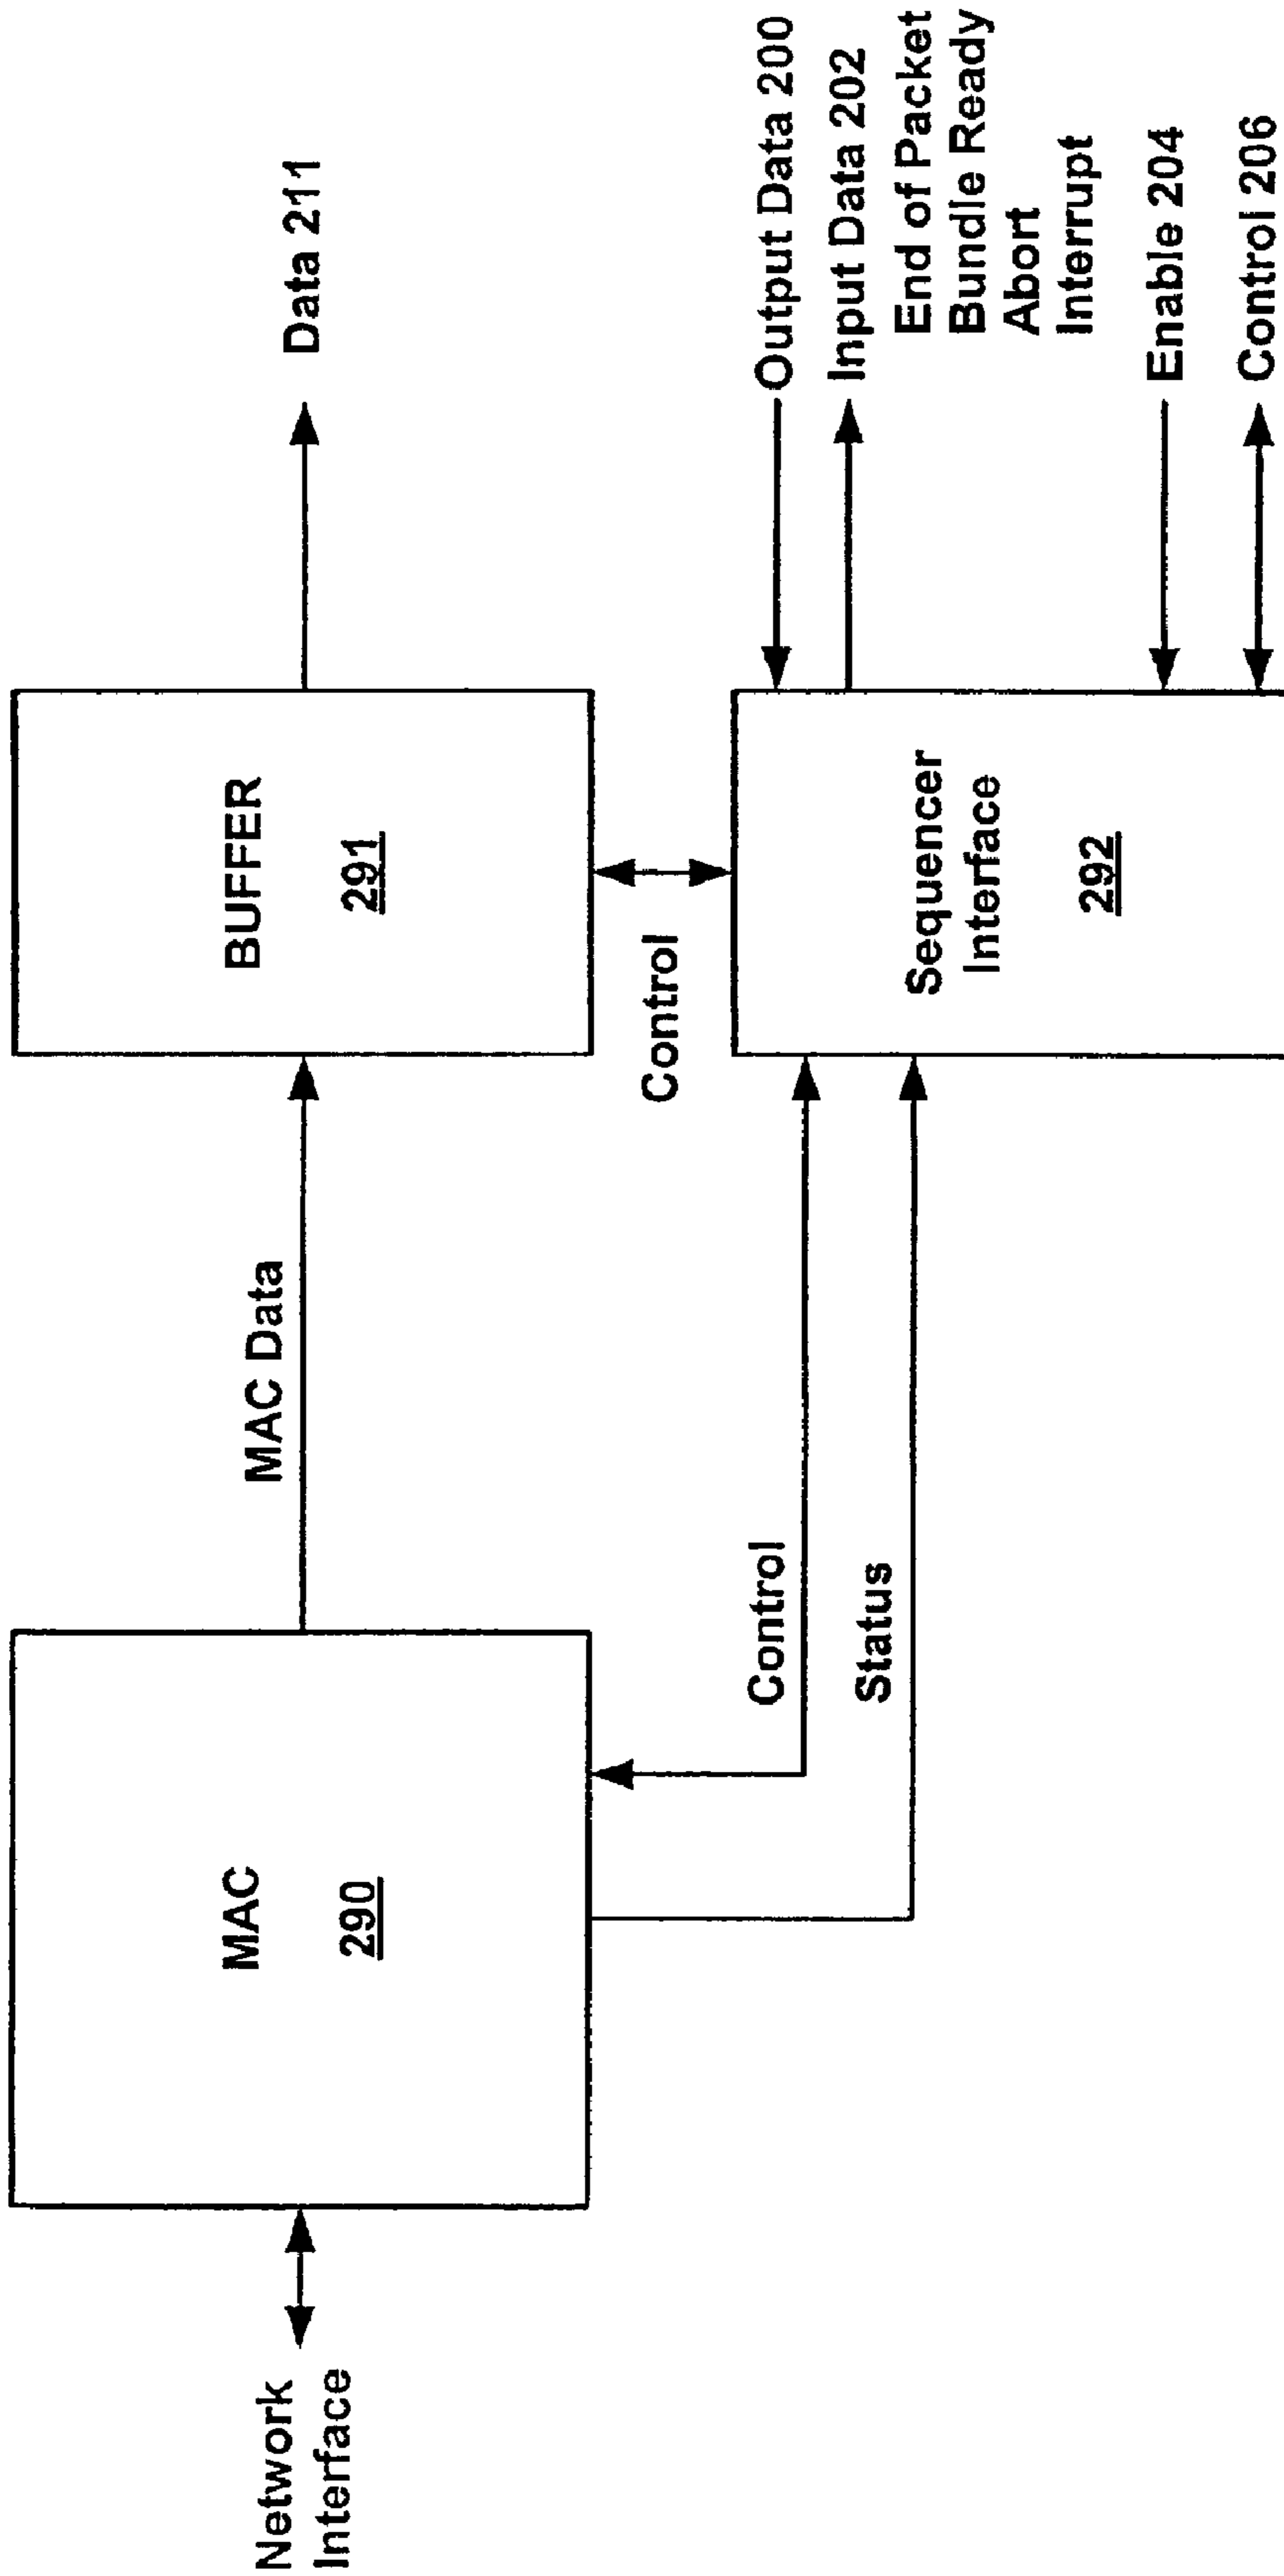 Network
Interface
MAC
290
MAC Data
Control
Status
BUFFER
291
Control
Sequencer
Interface
292
Data 211
Output Data 200
Input Data 202
End of Packet
Bundle Ready
Abort
Interrupt
Enable 204
Control 206